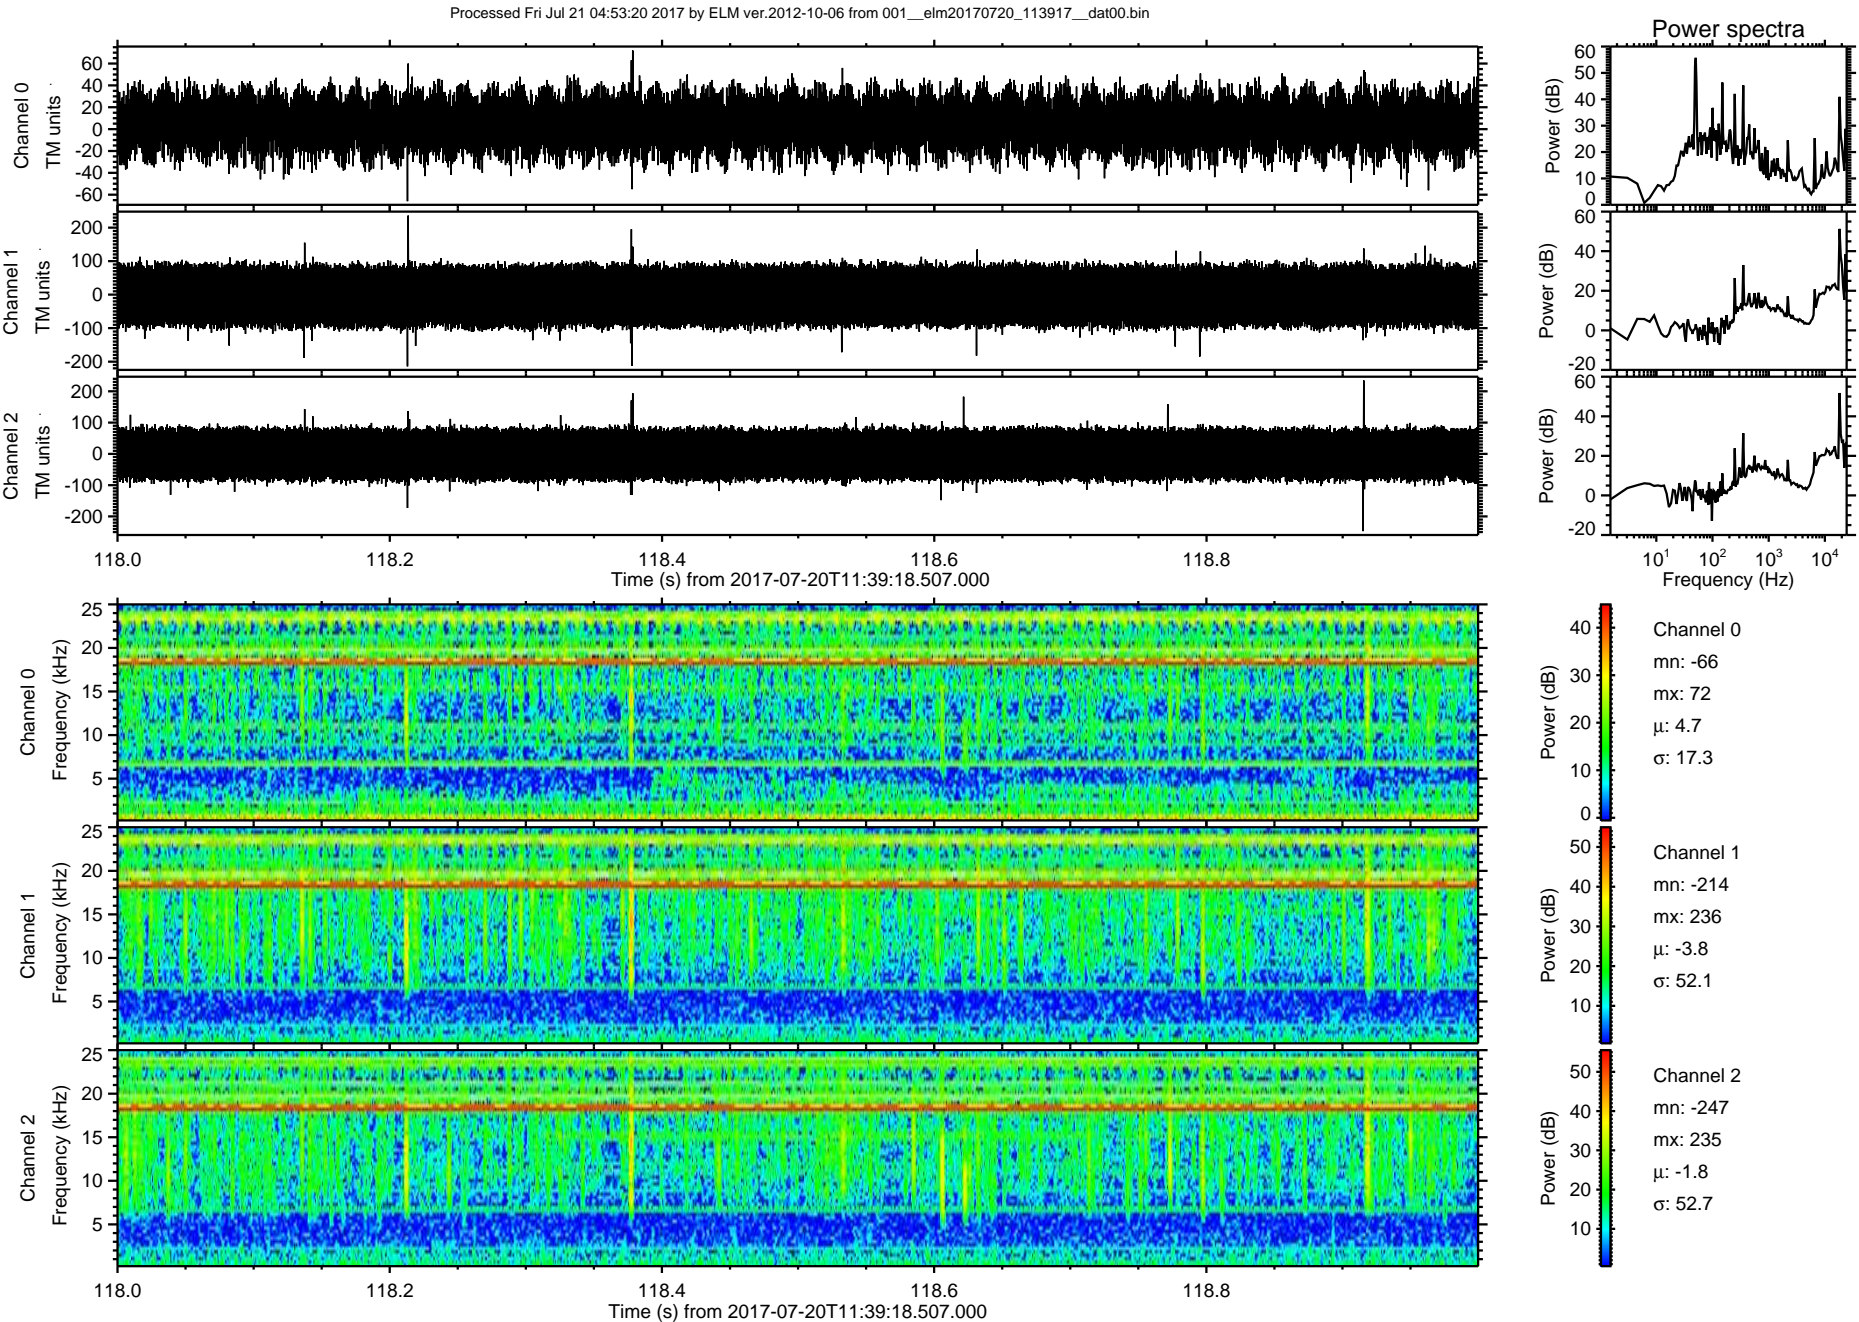 Processed Fri Jul 21 04:53:20 2017 by ELM ver.2012-10-06 from 001__elm20170720_113917__dat00.bin
Power spectra
Channel 0
TM units
60
40
20
0
-20
-40
-60
Power (dB)
60
50
40
30
20
10
0
Channel 1
TM units
200
100
0
-100
-200
Power (dB)
60
40
20
0
-20
Channel 2
TM units
200
100
0
-100
-200
Power (dB)
60
40
20
0
-20
118.0 118.2 118.4 118.6 118.8
Time (s) from 2017-07-20T11:39:18.507.000
10¹ 10² 10³ 10⁴
Frequency (Hz)
Channel 0
Frequency (kHz)
25
20
15
10
5
Power (dB)
40
30
20
10
0
Channel 0
mn: -66
mx: 72
μ: 4.7
σ: 17.3
Channel 1
Frequency (kHz)
25
20
15
10
5
Power (dB)
50
40
30
20
10
Channel 1
mn: -214
mx: 236
μ: -3.8
σ: 52.1
Channel 2
Frequency (kHz)
25
20
15
10
5
Power (dB)
50
40
30
20
10
Channel 2
mn: -247
mx: 235
μ: -1.8
σ: 52.7
118.0 118.2 118.4 118.6 118.8
Time (s) from 2017-07-20T11:39:18.507.000